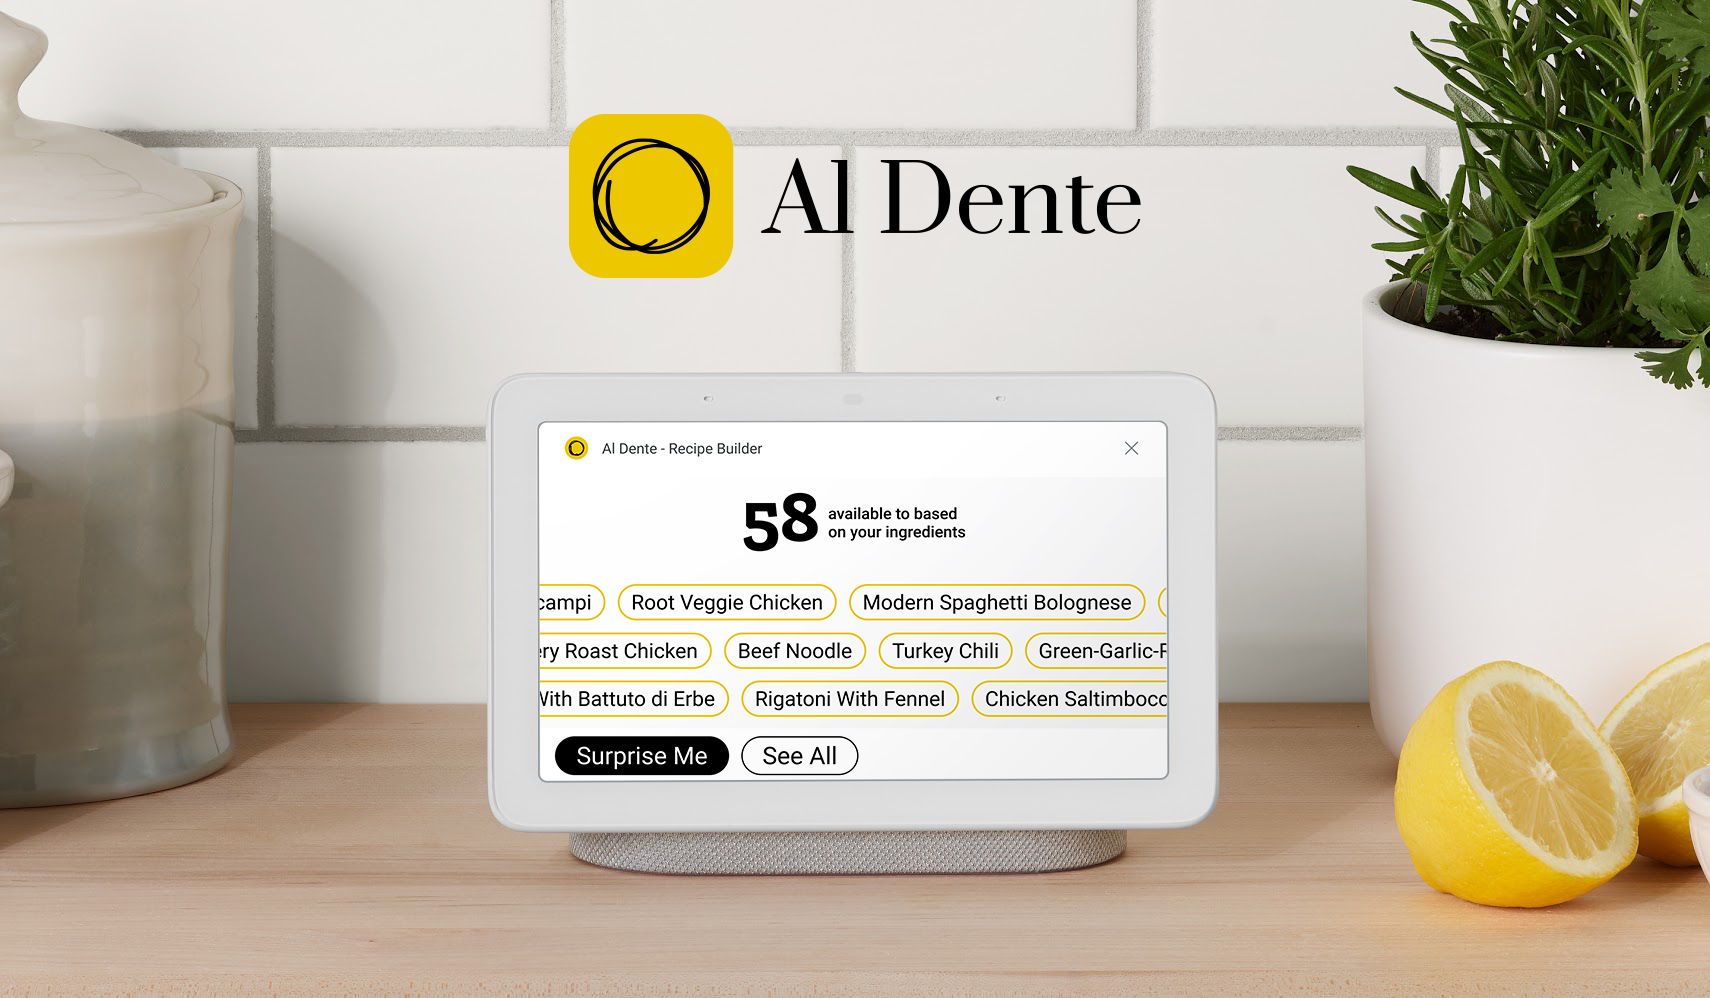 Al Dente
Al Dente - Recipe Builder
58
available to based
on your ingredients
campi
Root Veggie Chicken
Modern Spaghetti Bolognese
ery Roast Chicken
Beef Noodle
Turkey Chili
Green-Garlic-
With Battuto di Erbe
Rigatoni With Fennel
Chicken Saltimbocc
Surprise Me
See All